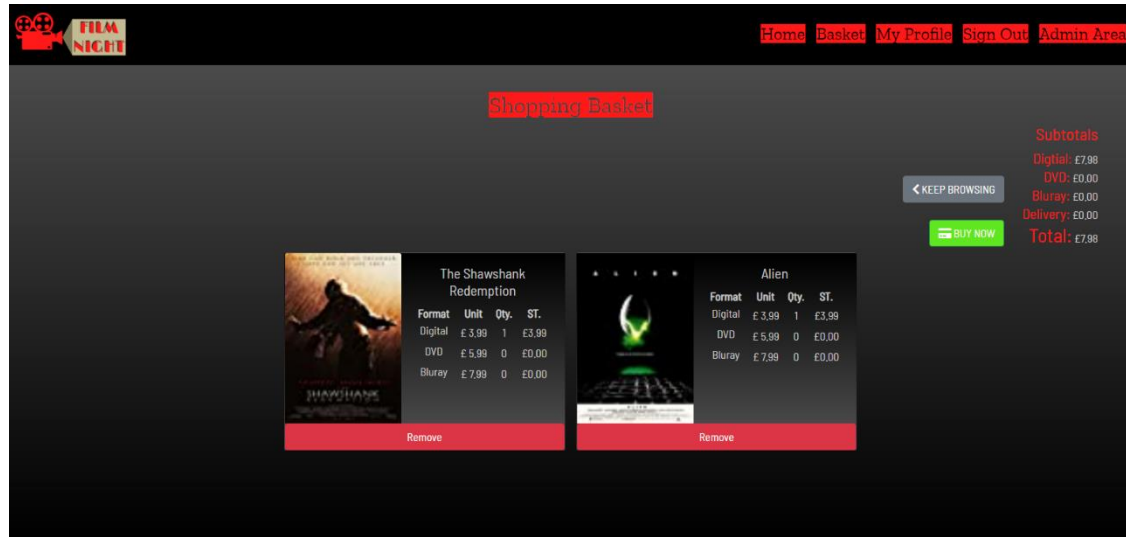 FILM
NIGHT
Home Basket My Profile Sign Out Admin Area
Shopping Basket
Subtotals
Digtial: £7.98
DVD: £0.00
Bluray: £0.00
Delivery: £0.00
Total: £7.98
KEEP BROWSING
BUY NOW
The Shawshank
Redemption
Format Unit Qty. ST.
Digital £ 3.99 1 £3.99
DVD £ 5.99 0 £0.00
Bluray £ 7.99 0 £0.00
SHAWSHANK
REDEMPTION
Remove
ALIEN
Alien
Format Unit Qty. ST.
Digital £ 3.99 1 £3.99
DVD £ 5.99 0 £0.00
Bluray £ 7.99 0 £0.00
ALIEN
Remove